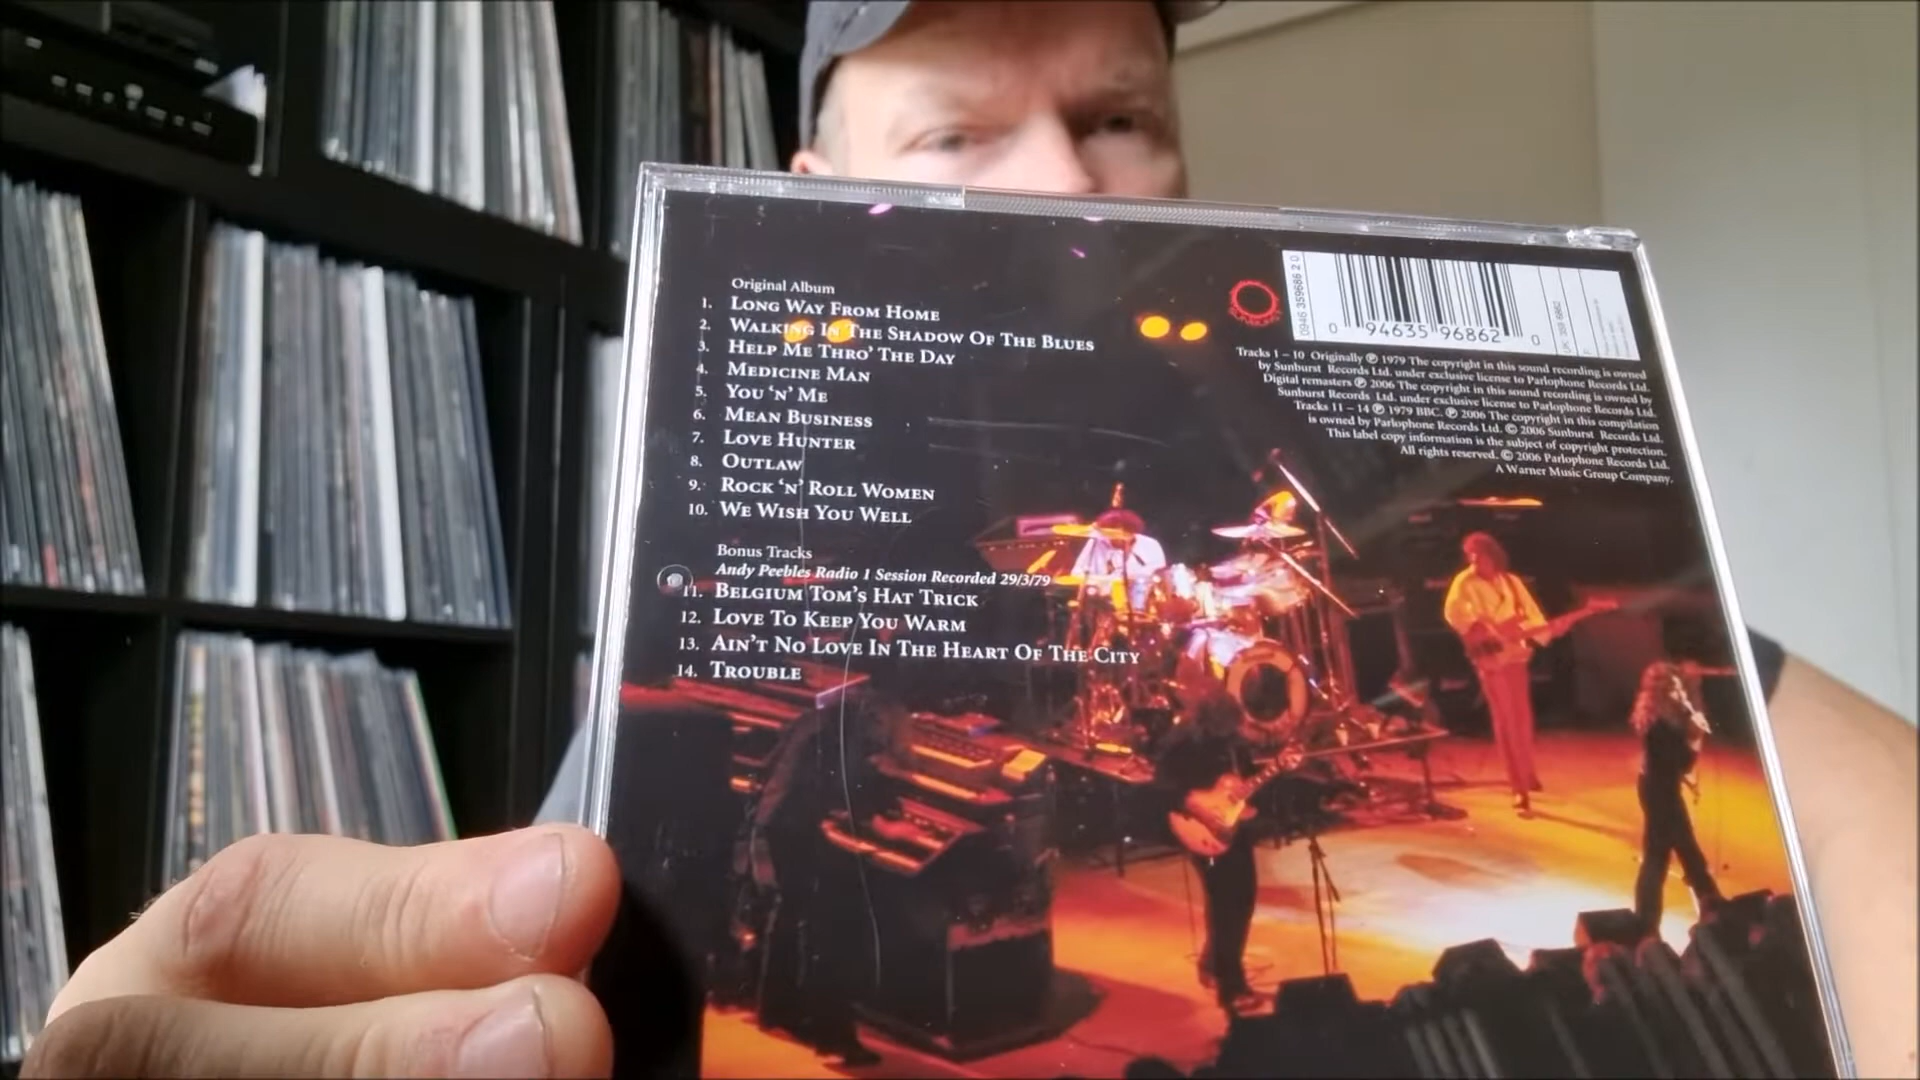 Original Album
1. LONG WAY FROM HOME
2. WALKING IN THE SHADOW OF THE BLUES
3. HELP ME THRO' THE DAY
4. MEDICINE MAN
5. YOU 'N' ME
6. MEAN BUSINESS
7. LOVE HUNTER
8. OUTLAW
9. ROCK 'N' ROLL WOMEN
10. WE WISH YOU WELL
Bonus Tracks
Andy Peebles Radio 1 Session Recorded 29/3/79
11. BELGIUM TOM'S HAT TRICK
12. LOVE TO KEEP YOU WARM
13. AIN'T NO LOVE IN THE HEART OF THE CITY
14. TROUBLE
SUNBURST
0946 359686 2 0
0 94635 96862 0
Tracks 1 – 10 Originally ℗ 1979 The copyright in this sound recording is owned
by Sunburst Records Ltd. under exclusive license to Parlophone Records Ltd.
Digital remasters ℗ 2006 The copyright in this sound recording is owned by
Sunburst Records Ltd. under exclusive license to Parlophone Records Ltd.
Tracks 11 – 14 ℗ 1979 BBC. ℗ 2006 The copyright in this compilation
is owned by Parlophone Records Ltd. © 2006 Sunburst Records Ltd.
This label copy information is the subject of copyright protection.
All rights reserved. © 2006 Parlophone Records Ltd.
A Warner Music Group Company.